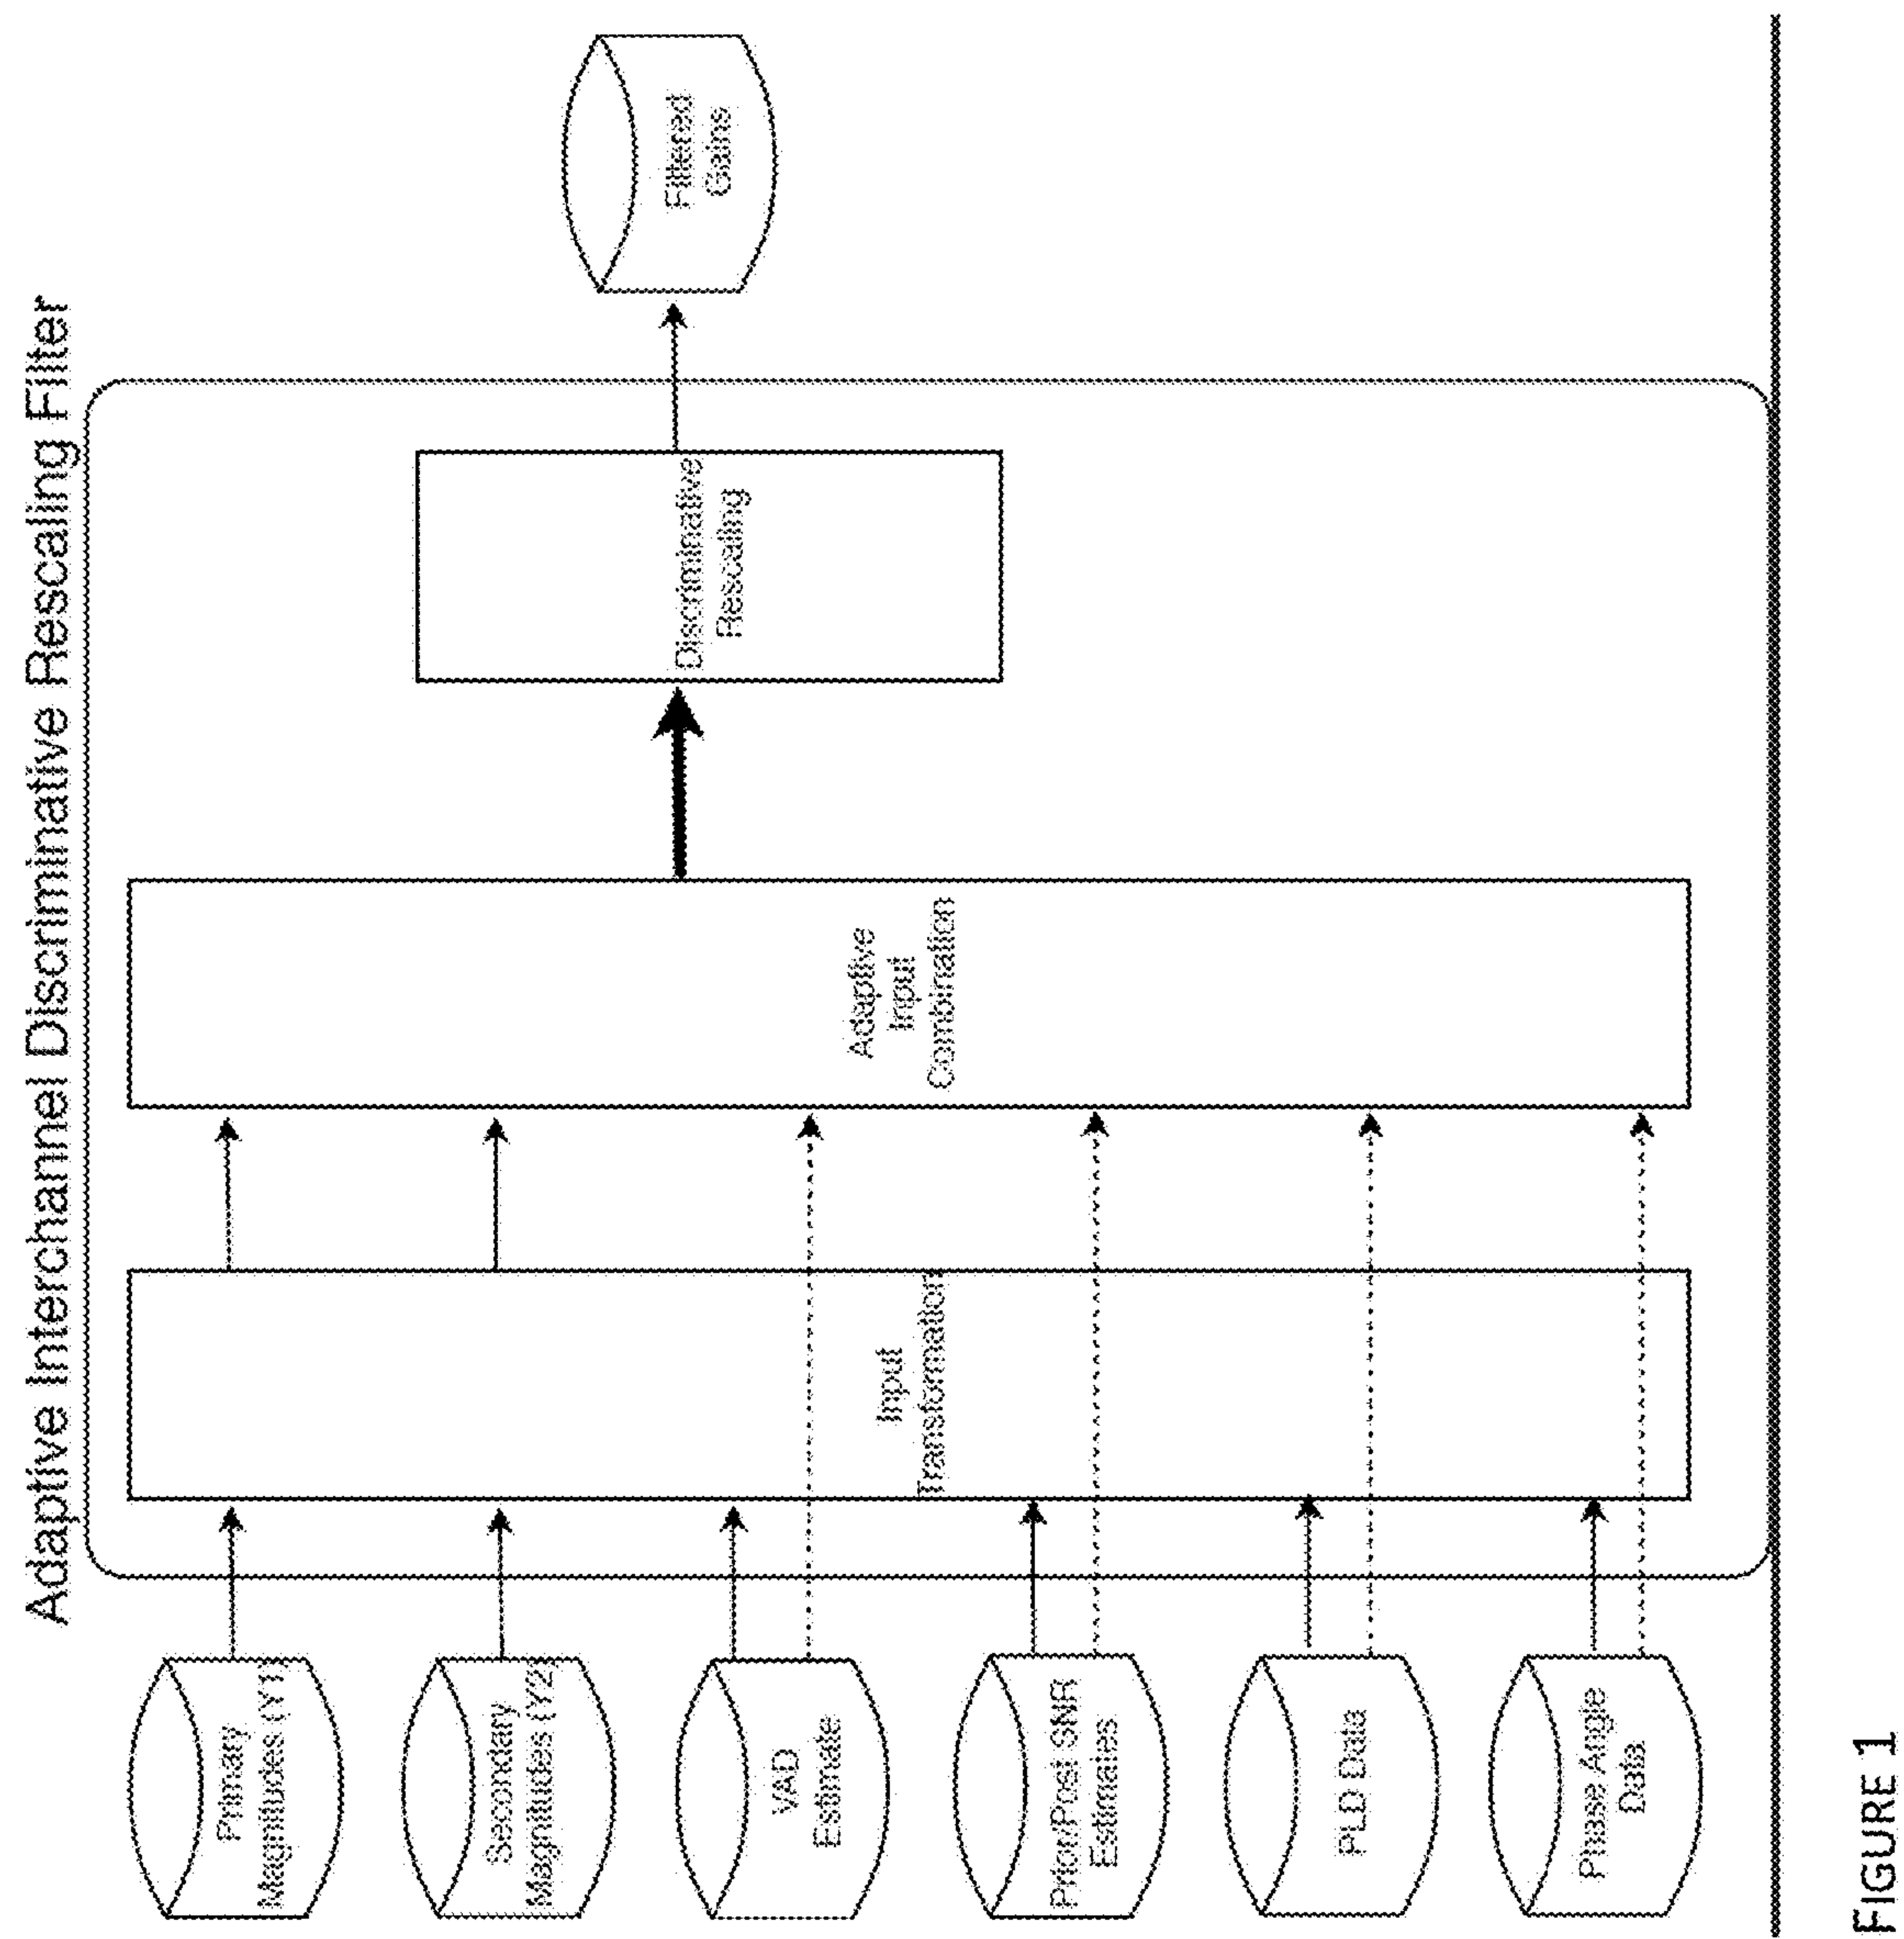 Adaptive Interchannel Discriminative Rescaling Filter
Primary
Magnitudes (Y1)
Secondary
Magnitudes (Y2)
VAD
Estimate
Prior/Post SNR
Estimates
PLD Data
Phase Angle
Data
Input
Transformation
Adaptive
Input
Combination
Discriminative
Rescaling
Filtered
Gains
FIGURE 1